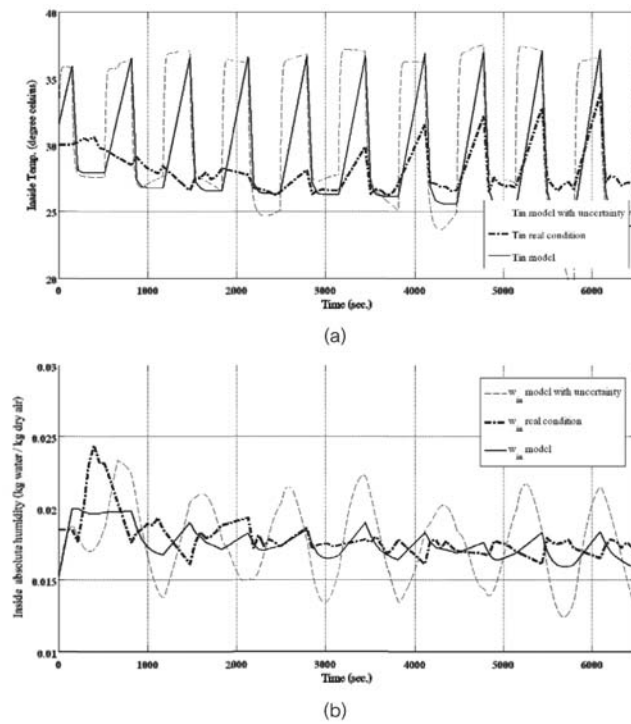 40
35
30
25
20
Inside Temp. (degree celsius)
Tin model with uncertainty
Tin real condition
Tin model
0 1000 2000 3000 4000 5000 6000
Time (sec.)
(a)
0.03
0.025
0.02
0.015
0.01
Inside absolute humidity (kg water / kg dry air)
w_in model with uncertainty
w_in real condition
w_in model
0 1000 2000 3000 4000 5000 6000
Time (sec.)
(b)